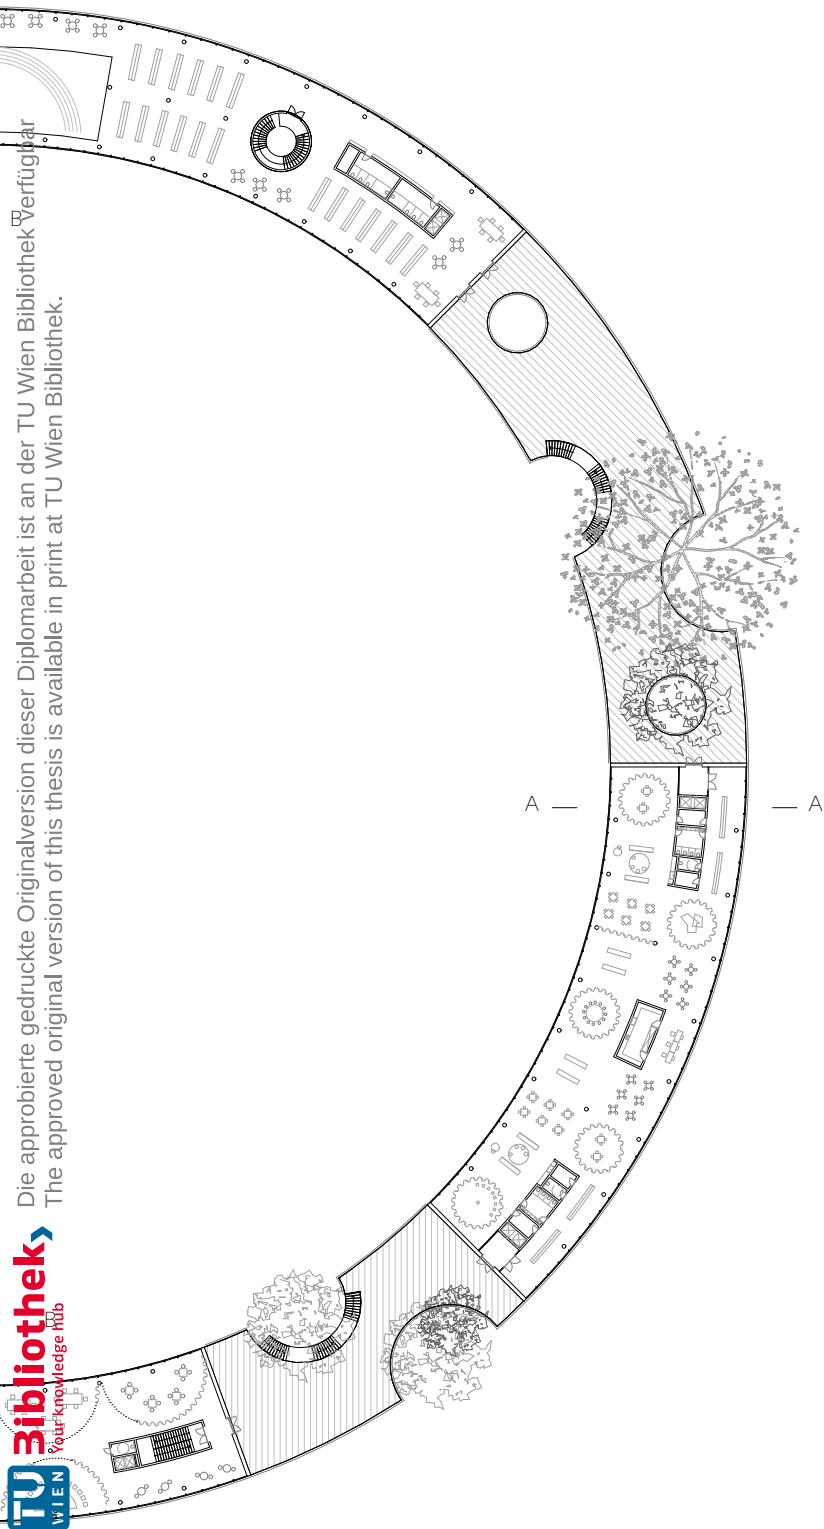 B
Die approbierte gedruckte Originalversion dieser Diplomarbeit ist an der TU Wien Bibliothek verfügbar
The approved original version of this thesis is available in print at TU Wien Bibliothek.
A
A
B
Bibliothek
Your knowledge hub
TU
WIEN